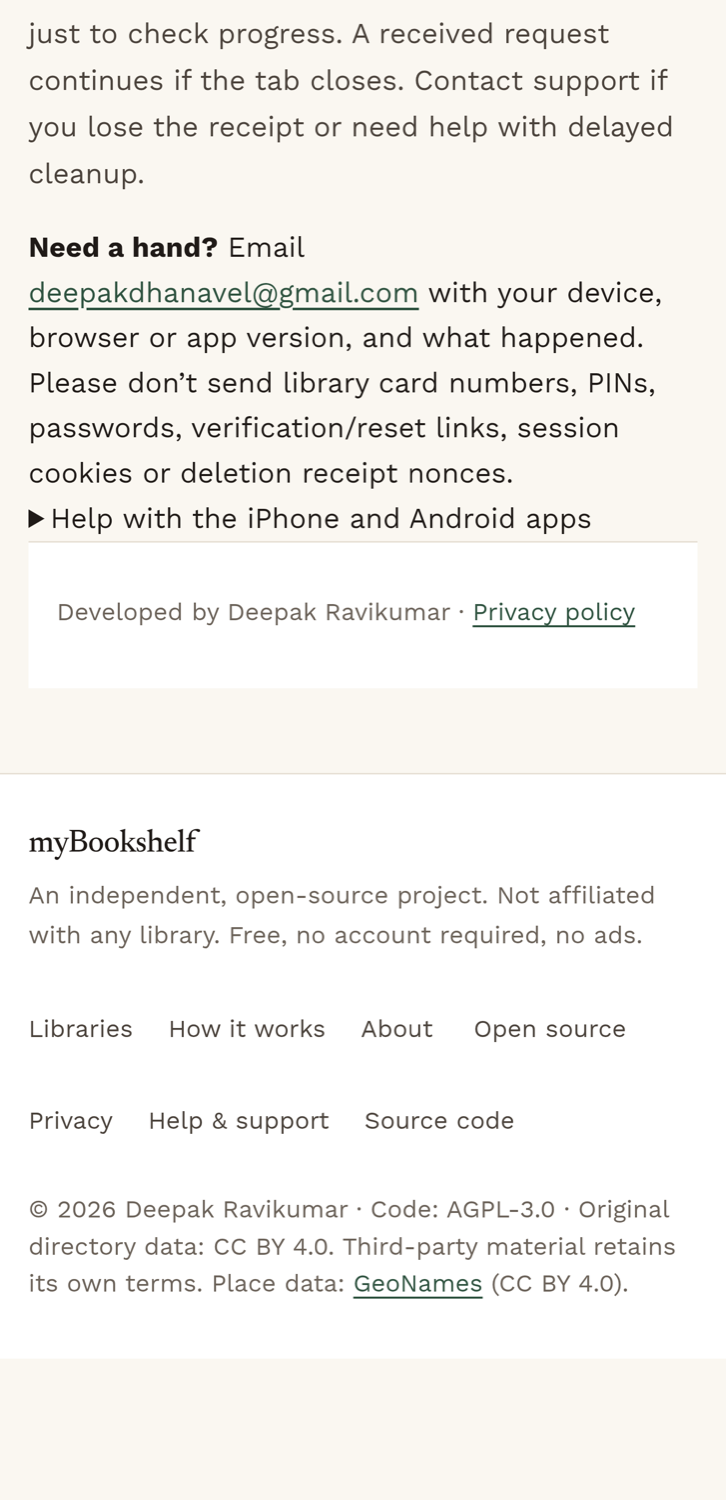 just to check progress. A received request
continues if the tab closes. Contact support if
you lose the receipt or need help with delayed
cleanup.
Need a hand? Email
deepakdhanavel@gmail.com with your device,
browser or app version, and what happened.
Please don’t send library card numbers, PINs,
passwords, verification/reset links, session
cookies or deletion receipt nonces.
Help with the iPhone and Android apps
Developed by Deepak Ravikumar · Privacy policy
myBookshelf
An independent, open-source project. Not affiliated
with any library. Free, no account required, no ads.
Libraries How it works About Open source
Privacy Help & support Source code
© 2026 Deepak Ravikumar · Code: AGPL-3.0 · Original
directory data: CC BY 4.0. Third-party material retains
its own terms. Place data: GeoNames (CC BY 4.0).